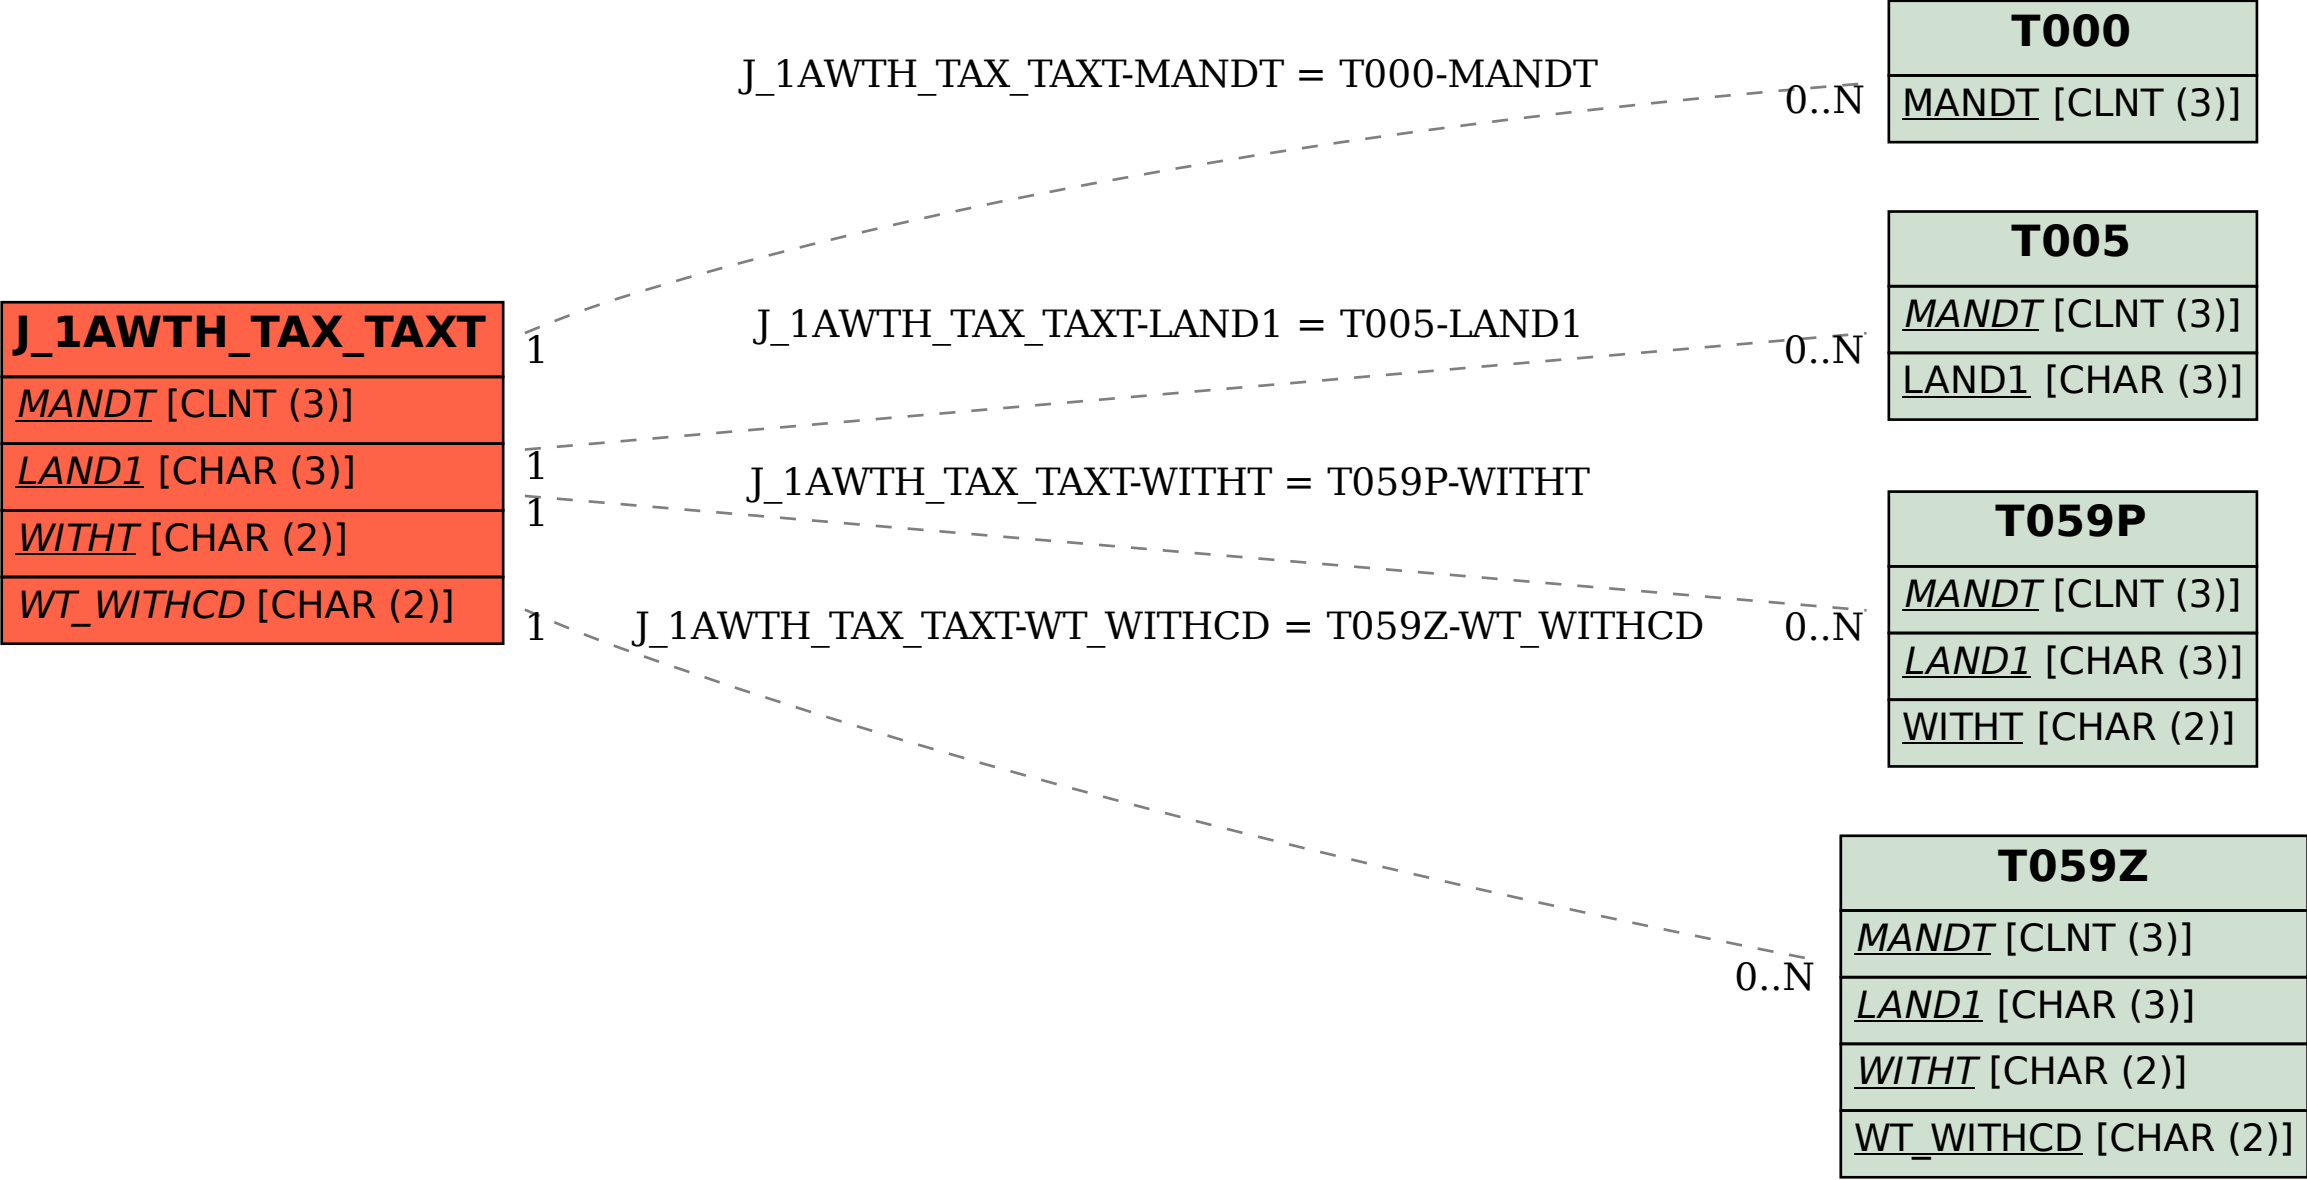 J_1AWTH_TAX_TAXT
MANDT [CLNT (3)]
LAND1 [CHAR (3)]
WITHT [CHAR (2)]
WT_WITHCD [CHAR (2)]
J_1AWTH_TAX_TAXT-MANDT = T000-MANDT
1
0..N
J_1AWTH_TAX_TAXT-LAND1 = T005-LAND1
1
0..N
J_1AWTH_TAX_TAXT-WITHT = T059P-WITHT
1
0..N
J_1AWTH_TAX_TAXT-WT_WITHCD = T059Z-WT_WITHCD
1
0..N
T000
MANDT [CLNT (3)]
T005
MANDT [CLNT (3)]
LAND1 [CHAR (3)]
T059P
MANDT [CLNT (3)]
LAND1 [CHAR (3)]
WITHT [CHAR (2)]
T059Z
MANDT [CLNT (3)]
LAND1 [CHAR (3)]
WITHT [CHAR (2)]
WT_WITHCD [CHAR (2)]